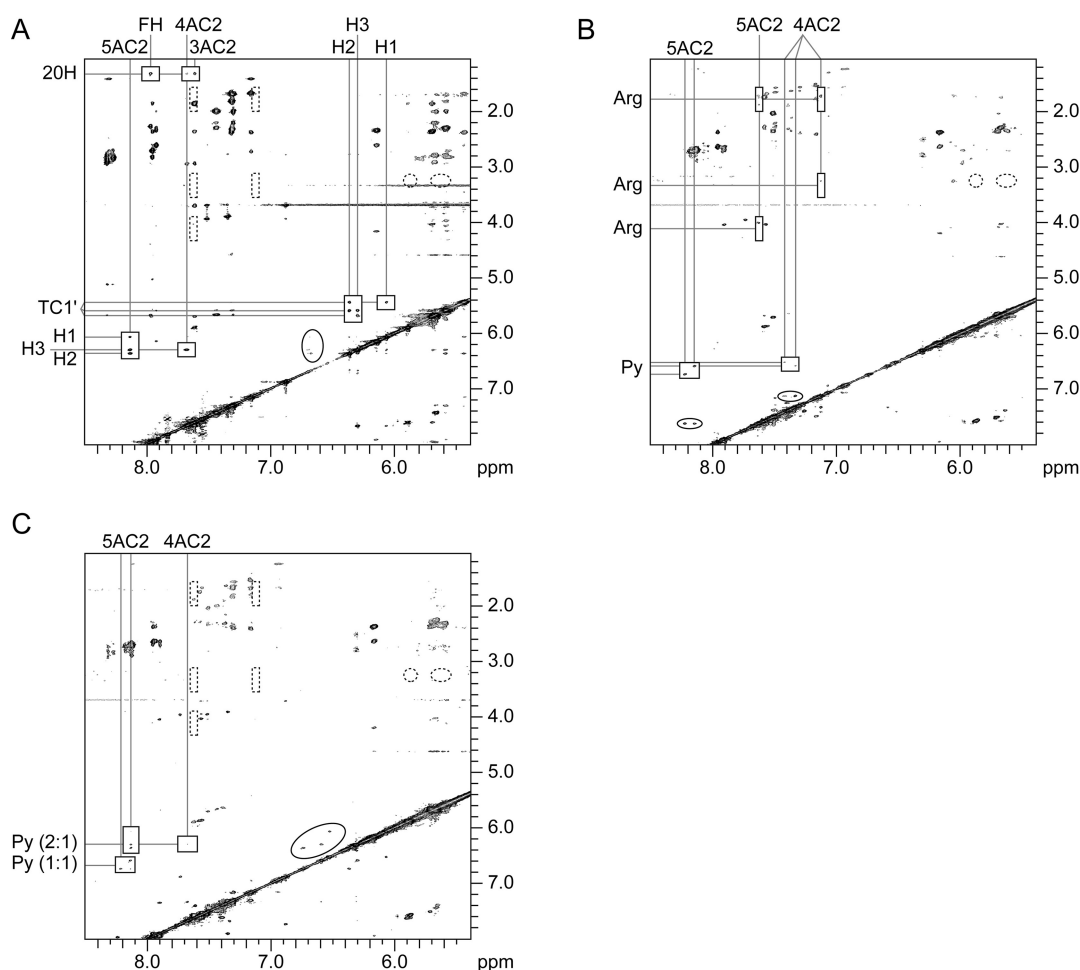 A
FH 4AC2 H3
5AC2 3AC2 H2 H1
20H
2.0
3.0
4.0
5.0
TC1'
H1
H3
H2
6.0
7.0
8.0 7.0 6.0 ppm
B
5AC2 4AC2
5AC2
Arg
2.0
3.0
Arg
4.0
Arg
5.0
6.0
Py
7.0
8.0 7.0 6.0 ppm
C
5AC2 4AC2
2.0
3.0
4.0
5.0
6.0
Py (2:1)
Py (1:1)
7.0
8.0 7.0 6.0 ppm